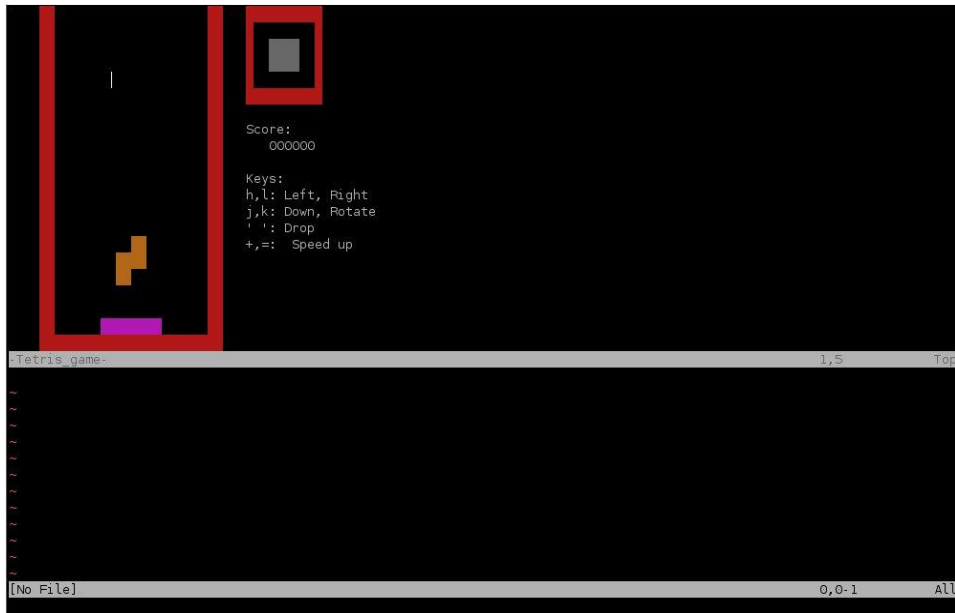 Score:
000000
Keys:
h,l: Left, Right
j,k: Down, Rotate
' ': Drop
+,=:  Speed up
-Tetris_game- 1,5 Top
~
~
~
~
~
~
~
~
~
~
~
~
[No File] 0,0-1 All